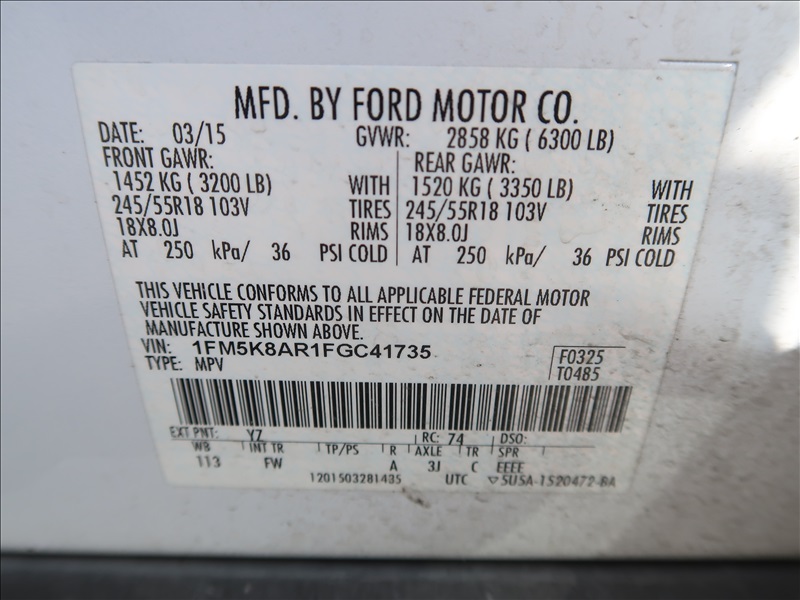 MFD. BY FORD MOTOR CO.
DATE: 03/15 GVWR: 2858 KG ( 6300 LB)
FRONT GAWR: REAR GAWR:
1452 KG ( 3200 LB) WITH 1520 KG ( 3350 LB) WITH
245/55R18 103V TIRES 245/55R18 103V TIRES
18X8.0J RIMS 18X8.0J RIMS
AT 250 kPa/ 36 PSI COLD AT 250 kPa/ 36 PSI COLD
THIS VEHICLE CONFORMS TO ALL APPLICABLE FEDERAL MOTOR
VEHICLE SAFETY STANDARDS IN EFFECT ON THE DATE OF
MANUFACTURE SHOWN ABOVE.
VIN: 1FM5K8AR1FGC41735 F0325
TYPE: MPV T0485
EXT PNT: YZ RC: 74 DSO:
WB INT TR TP/PS R AXLE TR SPR
113 FW A 3J C EEEE
1201503281435 UTC ▽5U5A-1520472-BA